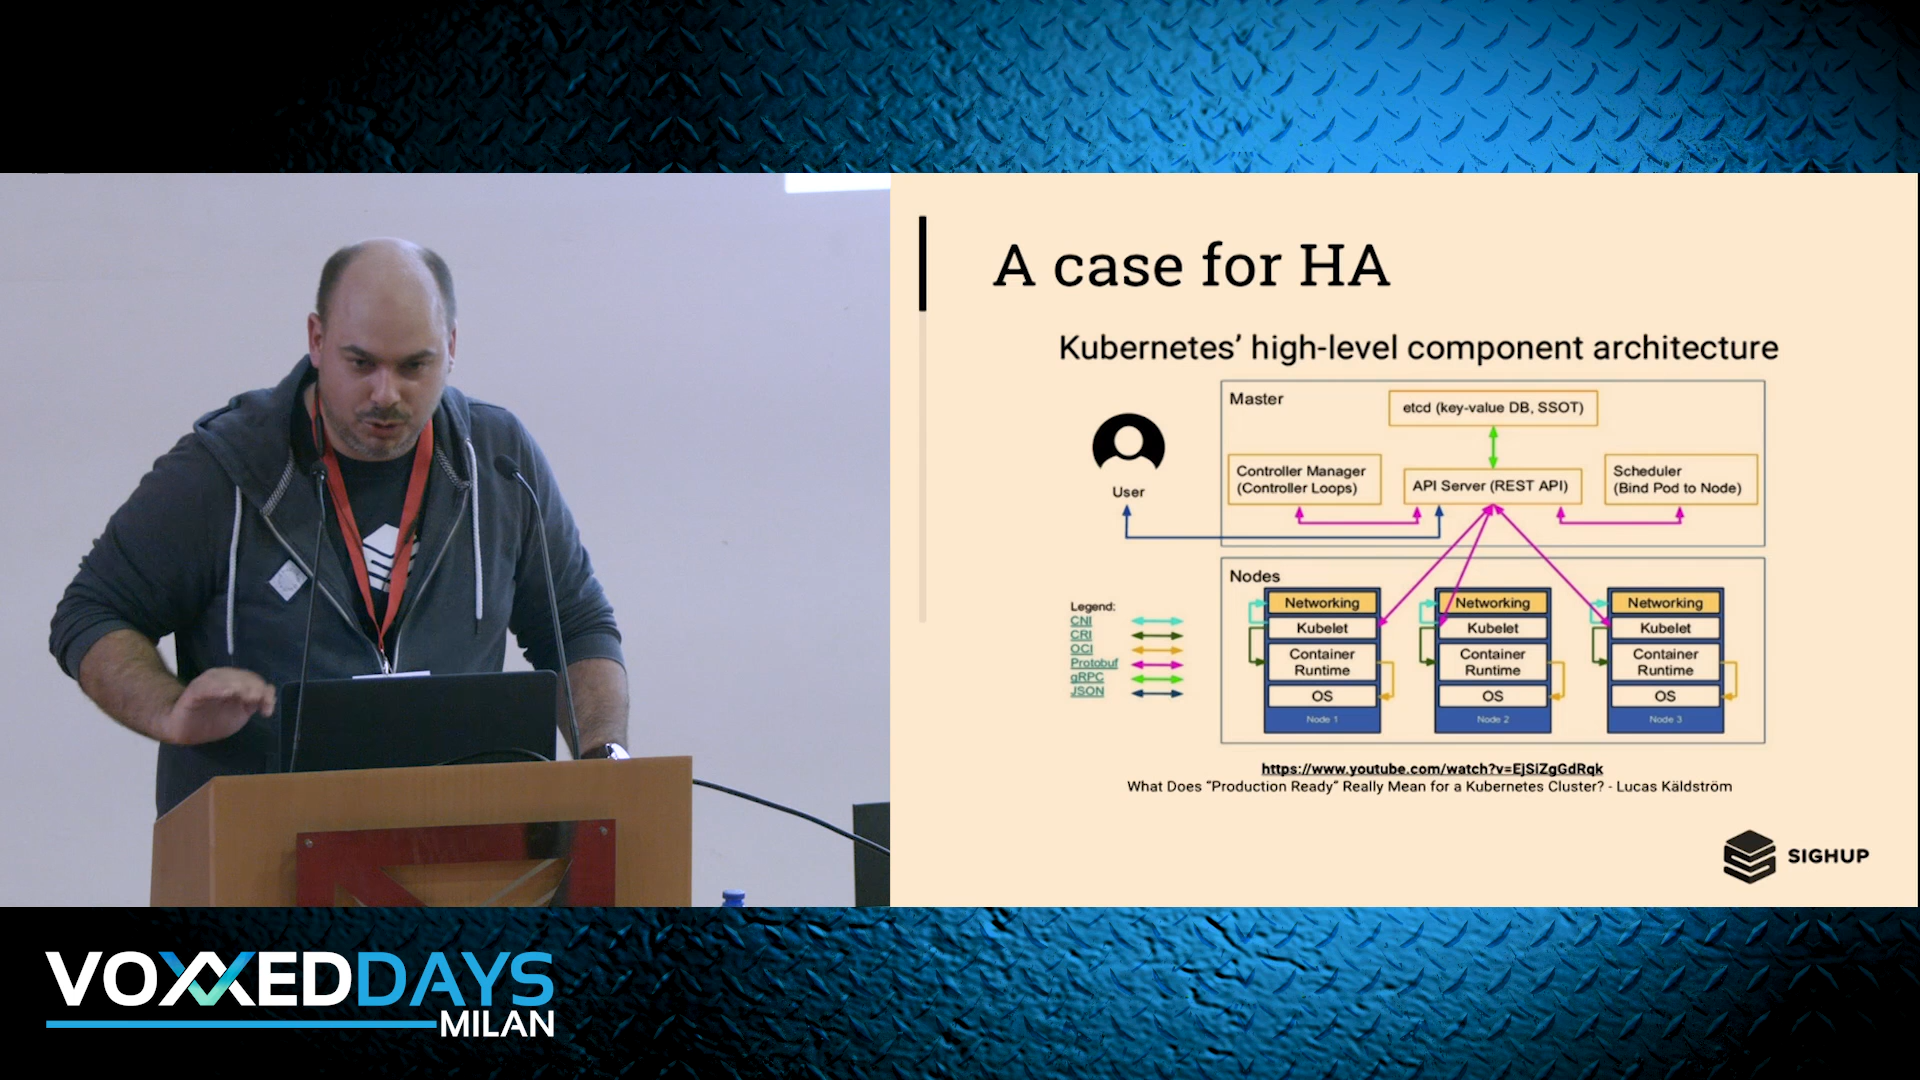 A case for HA
Kubernetes’ high-level component architecture
Master
etcd (key-value DB, SSOT)
Controller Manager
(Controller Loops)
API Server (REST API)
Scheduler
(Bind Pod to Node)
User
Nodes
Networking
Kubelet
Container
Runtime
OS
Node 1
Networking
Kubelet
Container
Runtime
OS
Node 2
Networking
Kubelet
Container
Runtime
OS
Node 3
Legend:
CNI
CRI
OCI
Protobuf
gRPC
JSON
https://www.youtube.com/watch?v=EjSiZgGdRqk
What Does “Production Ready” Really Mean for a Kubernetes Cluster? - Lucas Käldström
SIGHUP
VOXXEDDAYS
MILAN